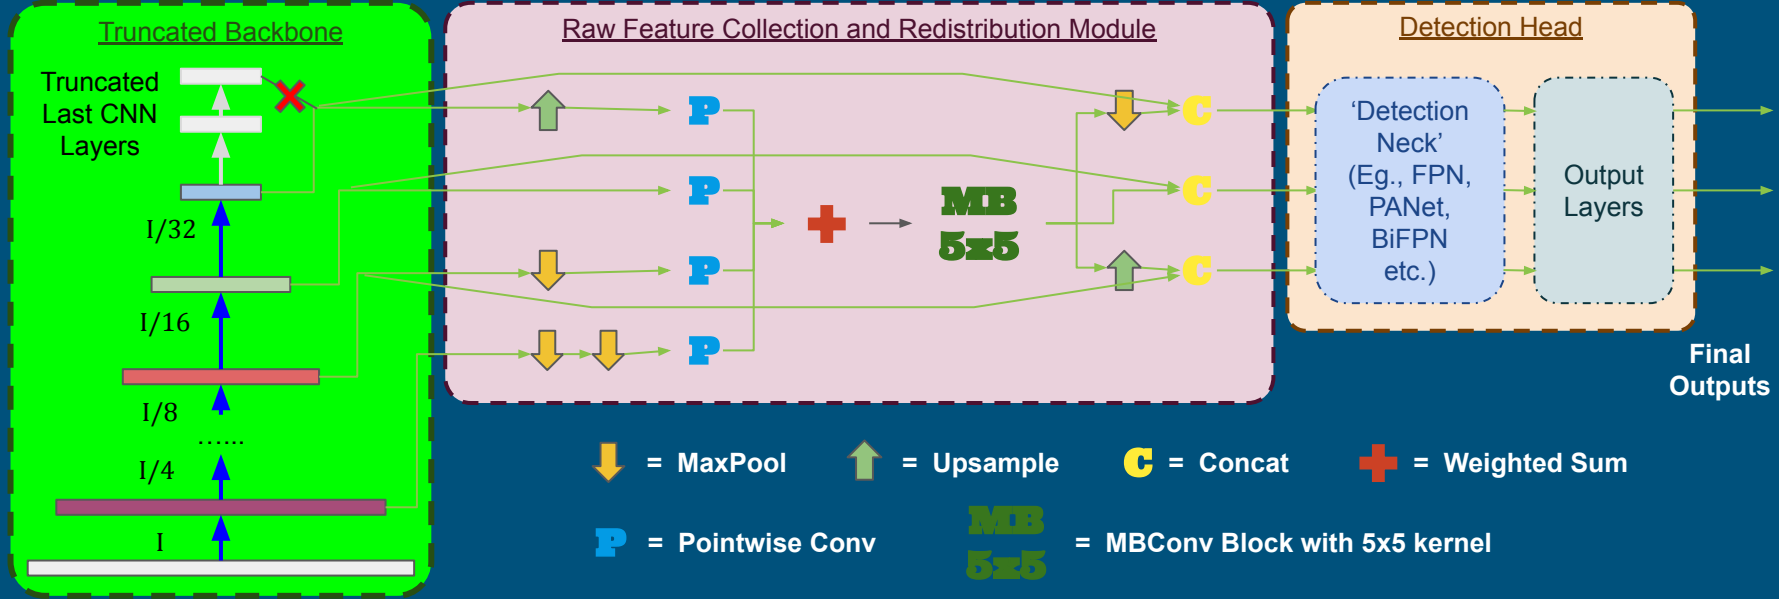 Truncated Backbone
Truncated
Last CNN
Layers
I/32
I/16
I/8
......
I/4
I
Raw Feature Collection and Redistribution Module
P
P
P
P
MB
5x5
C
C
C
Detection Head
‘Detection
Neck’
(Eg., FPN,
PANet,
BiFPN
etc.)
Output
Layers
Final
Outputs
= MaxPool
= Upsample
C = Concat
= Weighted Sum
P = Pointwise Conv
MB
5x5
= MBConv Block with 5x5 kernel